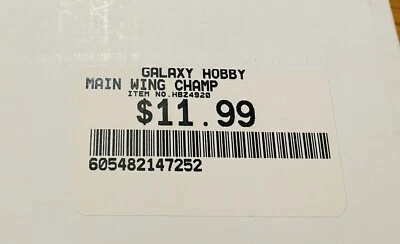 GALAXY HOBBY
MAIN WING CHAMP
ITEM NO.HBZ4920
$11.99
605482147252